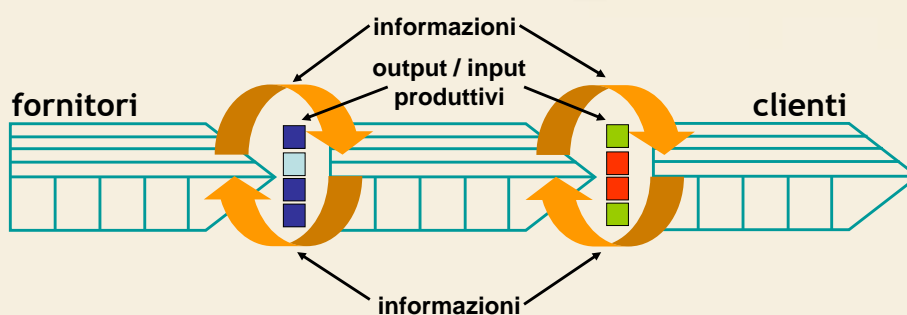 informazioni
output / input
produttivi
fornitori
clienti
informazioni